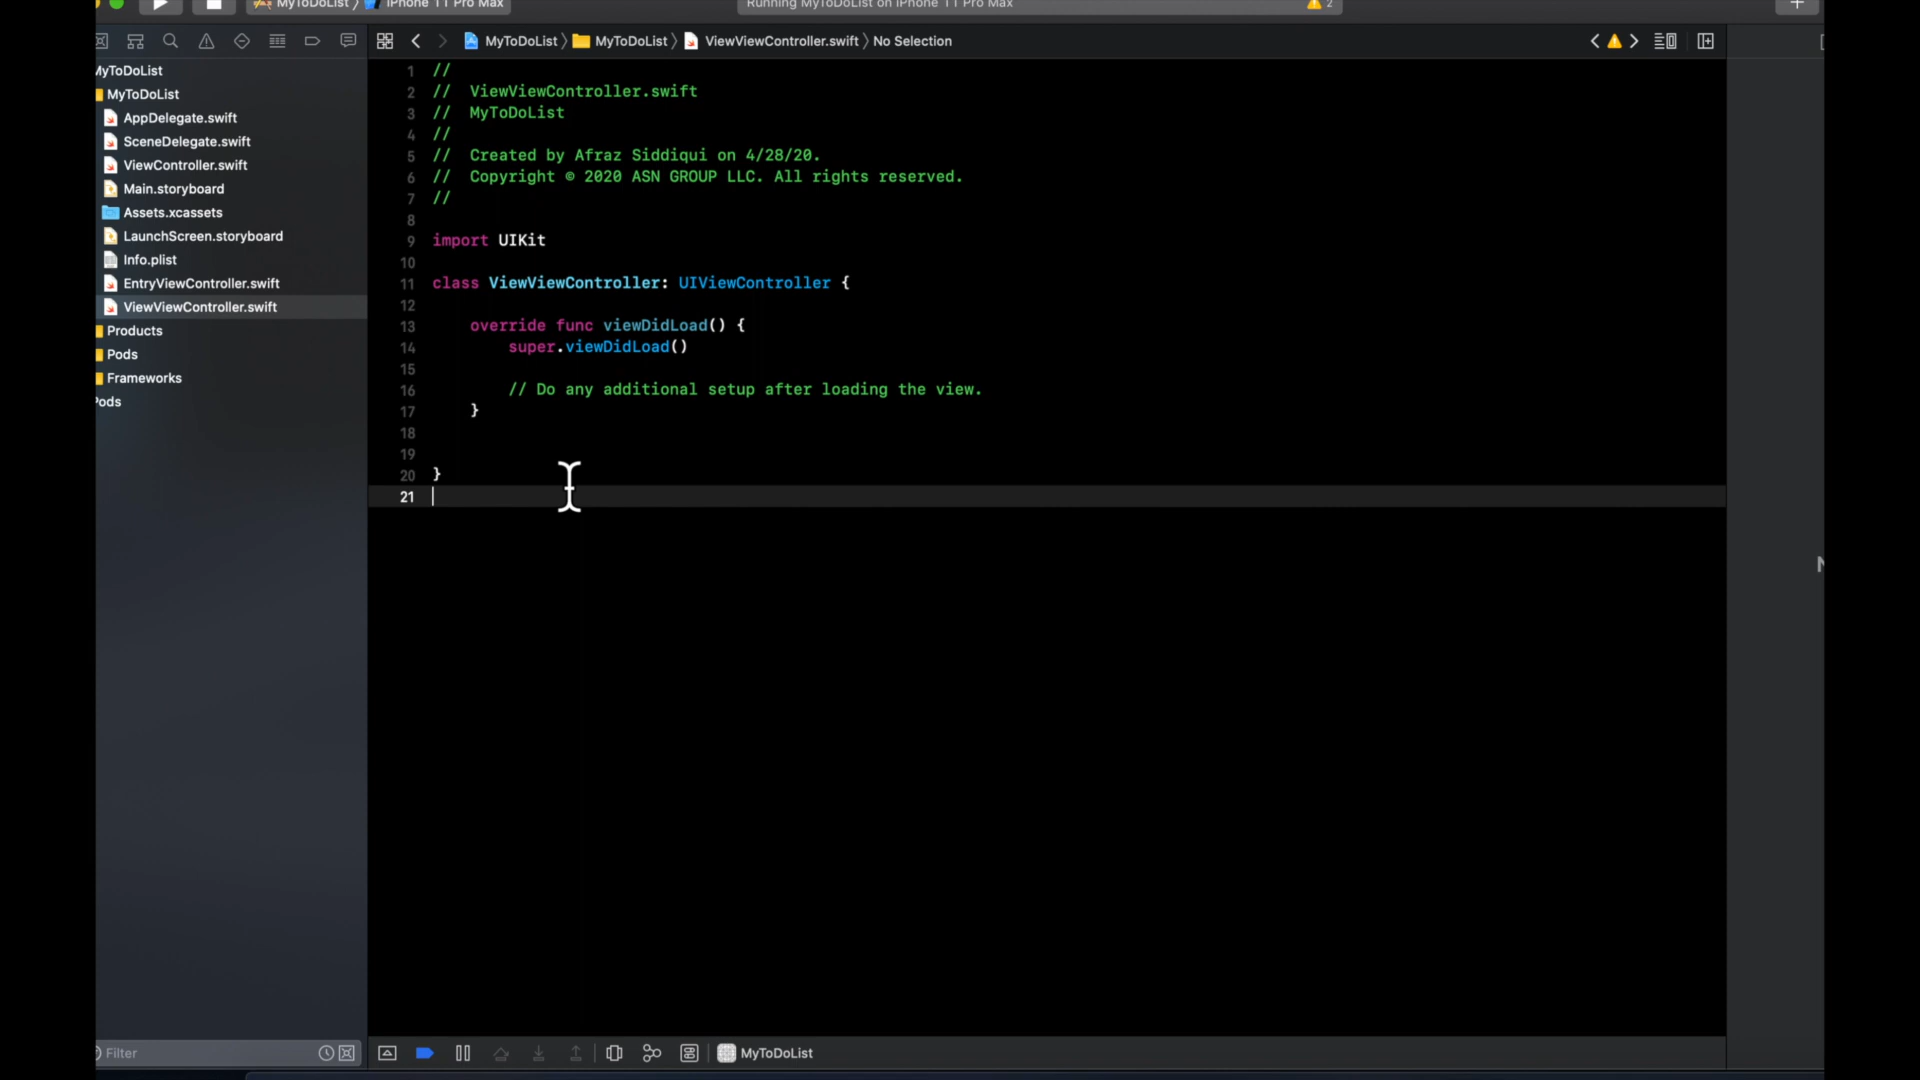 MyToDoList 〉 iPhone 11 Pro Max
Running MyToDoList on iPhone 11 Pro Max
2
MyToDoList 〉 MyToDoList 〉 ViewViewController.swift 〉 No Selection
MyToDoList
MyToDoList
AppDelegate.swift
SceneDelegate.swift
ViewController.swift
Main.storyboard
Assets.xcassets
LaunchScreen.storyboard
Info.plist
EntryViewController.swift
ViewViewController.swift
Products
Pods
Frameworks
Pods
Filter
1 //
2 //  ViewViewController.swift
3 //  MyToDoList
4 //
5 //  Created by Afraz Siddiqui on 4/28/20.
6 //  Copyright © 2020 ASN GROUP LLC. All rights reserved.
7 //
8
9 import UIKit
10
11 class ViewViewController: UIViewController {
12
13     override func viewDidLoad() {
14         super.viewDidLoad()
15
16         // Do any additional setup after loading the view.
17     }
18
19
20 }
21
MyToDoList